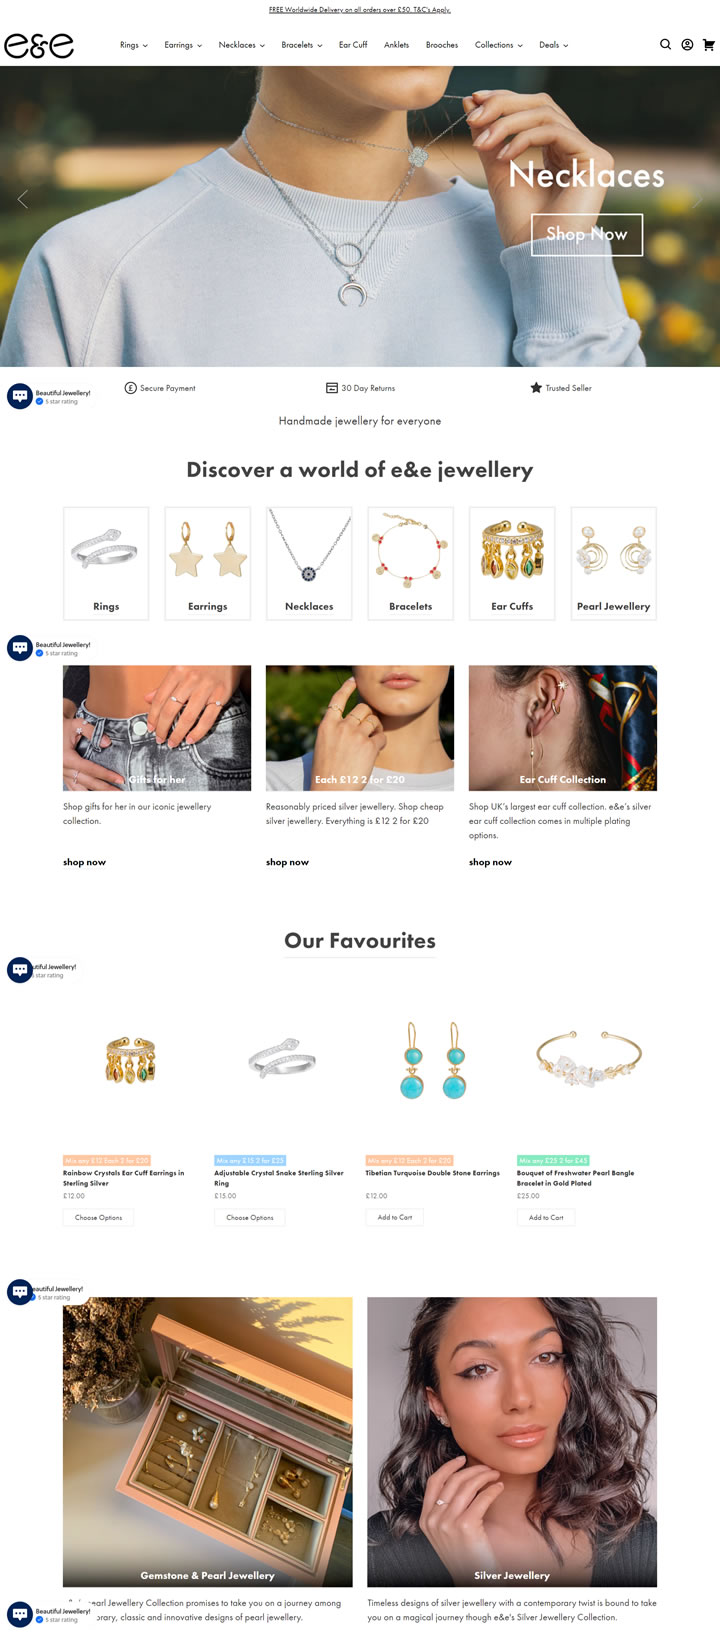 FREE Worldwide Delivery on all orders over £50. T&C's Apply.
e&e
Rings Earrings Necklaces Bracelets Ear Cuff Anklets Brooches Collections Deals
Necklaces
Shop Now
Secure Payment 30 Day Returns Trusted Seller
Beautiful Jewellery!
5 star rating
Handmade jewellery for everyone
Discover a world of e&e jewellery
Rings Earrings Necklaces Bracelets Ear Cuffs Pearl Jewellery
Beautiful Jewellery!
5 star rating
Gifts for her
Shop gifts for her in our iconic jewellery
collection.
shop now
Each £12 2 for £20
Reasonably priced silver jewellery. Shop cheap
silver jewellery. Everything is £12 2 for £20
shop now
Ear Cuff Collection
Shop UK's largest ear cuff collection. e&e's silver
ear cuff collection comes in multiple plating
options.
shop now
Our Favourites
utiful Jewellery!
star rating
Mix any £12 Each 2 for £20
Rainbow Crystals Ear Cuff Earrings in
Sterling Silver
£12.00
Choose Options
Mix any £15 2 for £25
Adjustable Crystal Snake Sterling Silver
Ring
£15.00
Choose Options
Mix any £12 Each 2 for £20
Tibetian Turquoise Double Stone Earrings
£12.00
Add to Cart
Mix any £25 2 for £45
Bouquet of Freshwater Pearl Bangle
Bracelet in Gold Plated
£25.00
Add to Cart
eautiful Jewellery!
5 star rating
Gemstone & Pearl Jewellery
earl Jewellery Collection promises to take you on a journey among
orary, classic and innovative designs of pearl jewellery.
Silver Jewellery
Timeless designs of silver jewellery with a contemporary twist is bound to take
you on a magical journey though e&e's Silver Jewellery Collection.
Beautiful Jewellery!
5 star rating